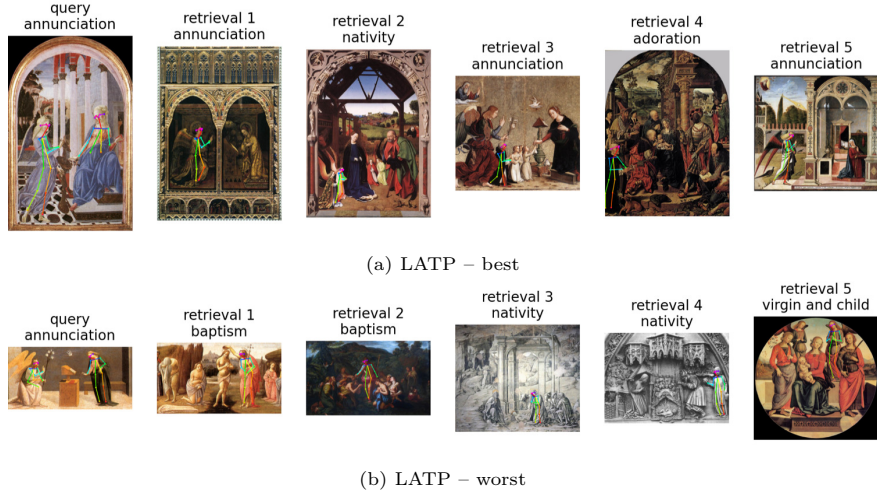 query
annunciation
retrieval 1
annunciation
retrieval 2
nativity
retrieval 3
annunciation
retrieval 4
adoration
retrieval 5
annunciation
(a) LATP – best
query
annunciation
retrieval 1
baptism
retrieval 2
baptism
retrieval 3
nativity
retrieval 4
nativity
retrieval 5
virgin and child
(b) LATP – worst